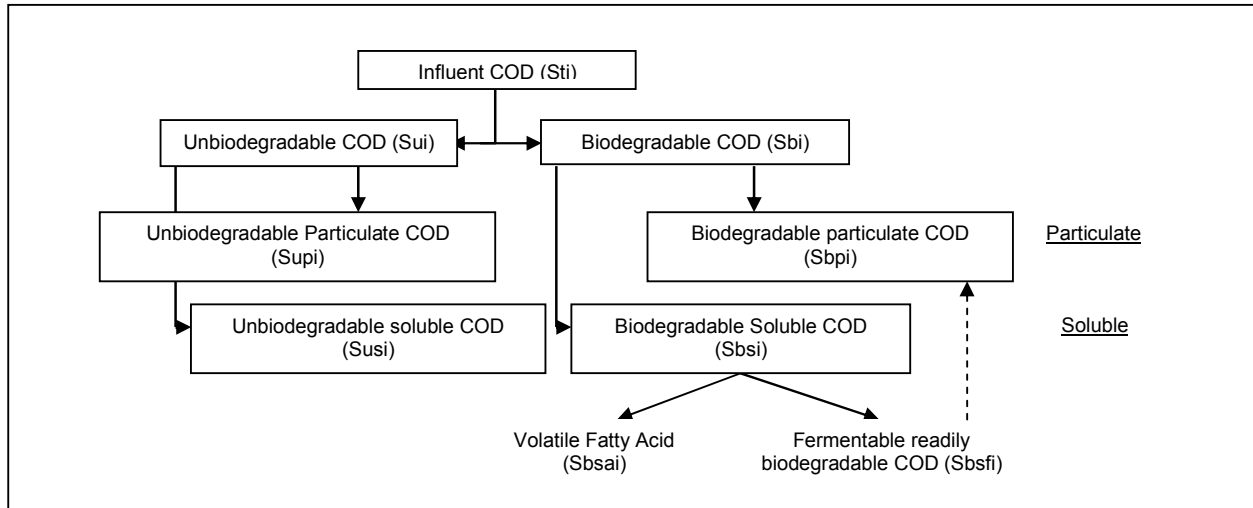 Influent COD (Sti)
Unbiodegradable COD (Sui)
Biodegradable COD (Sbi)
Unbiodegradable Particulate COD
(Supi)
Biodegradable particulate COD
(Sbpi)
Particulate
Unbiodegradable soluble COD
(Susi)
Biodegradable Soluble COD
(Sbsi)
Soluble
Volatile Fatty Acid
(Sbsai)
Fermentable readily
biodegradable COD (Sbsfi)